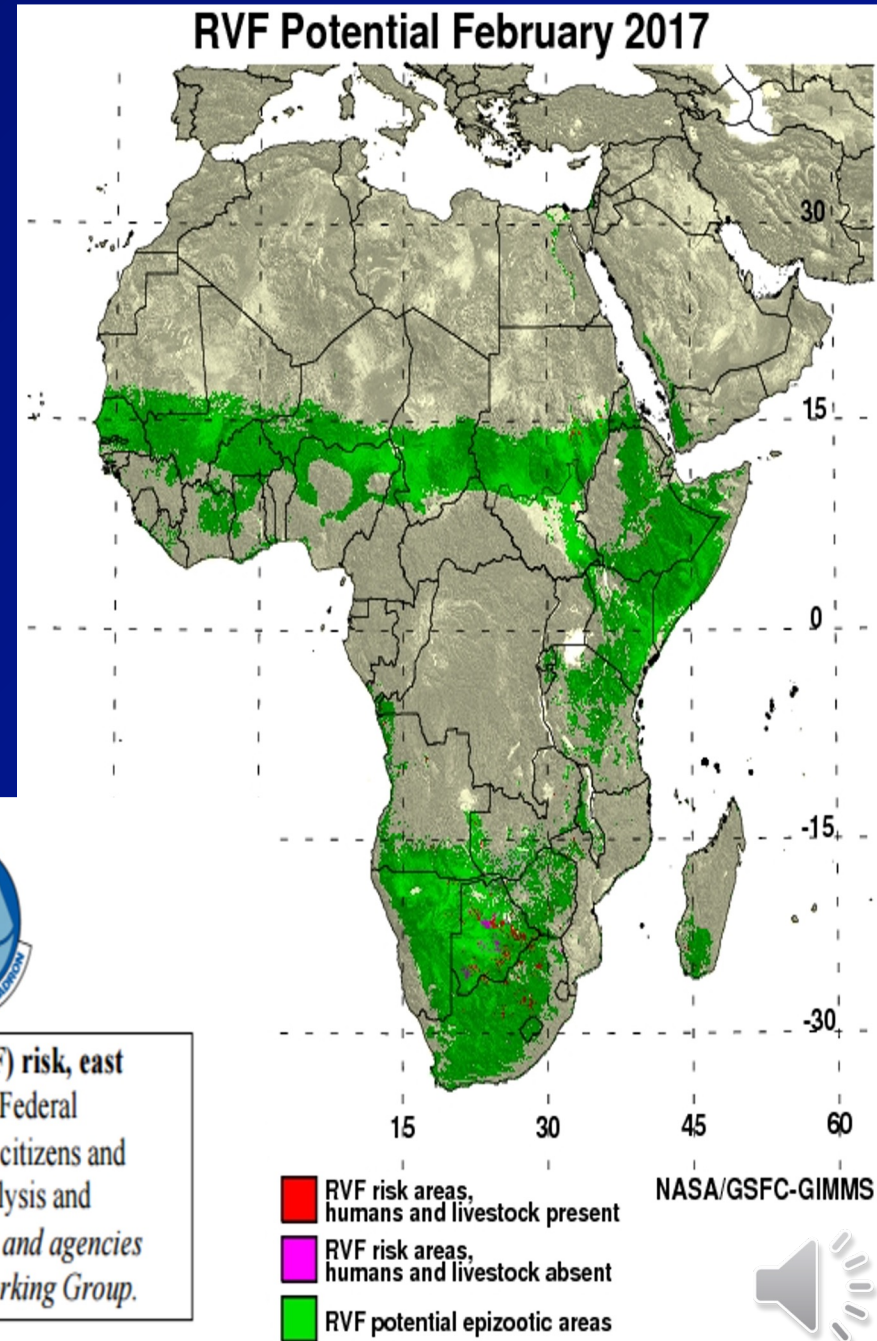 RVF Potential February 2017
30
15
0
-15
-30
15
30
45
60
RON
F) risk, east
Federal
citizens and
lysis and
and agencies
rking Group.
NASA/GSFC-GIMMS
RVF risk areas,
humans and livestock present
RVF risk areas,
humans and livestock absent
RVF potential epizootic areas